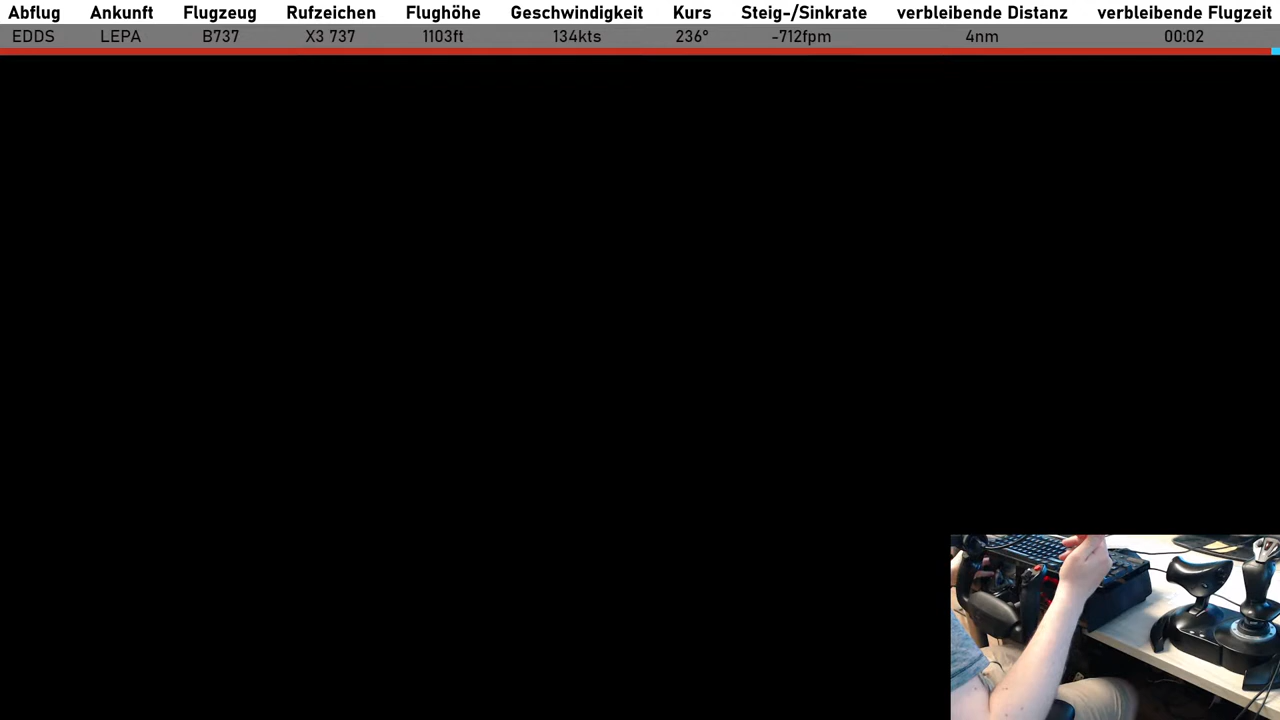 Abflug Ankunft Flugzeug Rufzeichen Flughöhe Geschwindigkeit Kurs Steig-/Sinkrate verbleibende Distanz verbleibende Flugzeit
EDDS LEPA B737 X3 737 1103ft 134kts 236° -712fpm 4nm 00:02